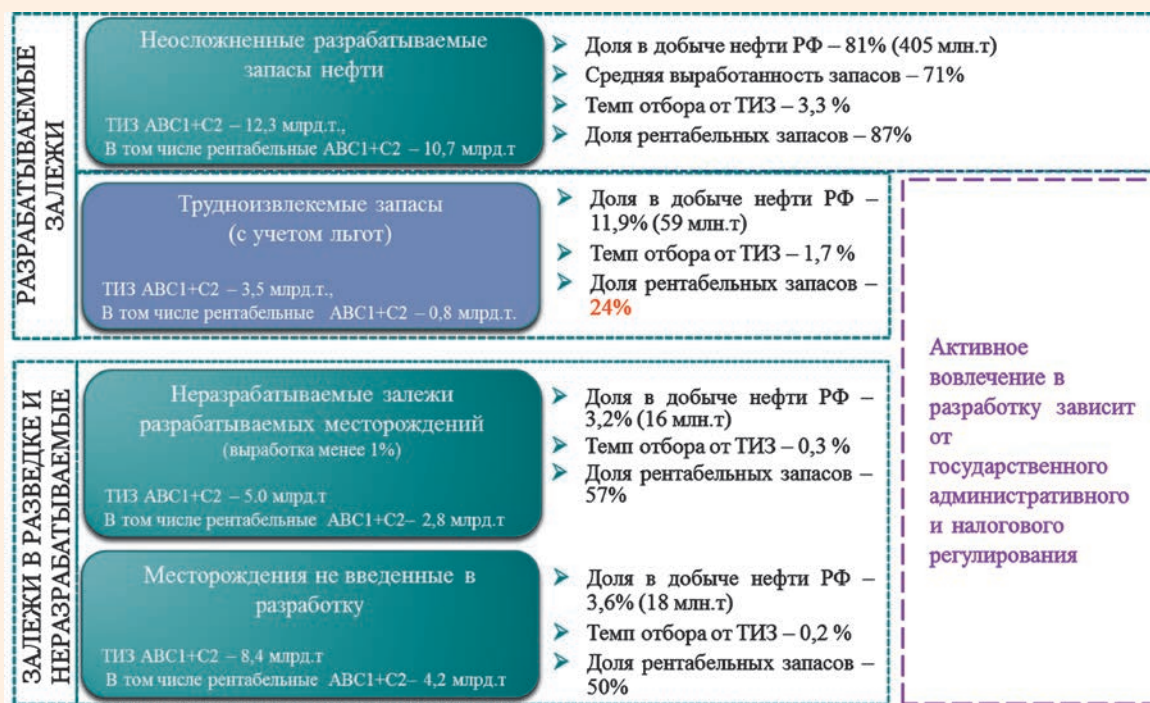 РАЗРАБАТЫВАЕМЫЕ
ЗАЛЕЖИ
Неосложненные разрабатываемые
запасы нефти
ТИЗ АВС1+С2 – 12,3 млрд.т.,
В том числе рентабельные АВС1+С2 – 10,7 млрд.т
Доля в добыче нефти РФ – 81% (405 млн.т)
Средняя выработанность запасов – 71%
Темп отбора от ТИЗ – 3,3 %
Доля рентабельных запасов – 87%
Трудноизвлекемые запасы
(с учетом льгот)
ТИЗ АВС1+С2 – 3,5 млрд.т.,
В том числе рентабельные АВС1+С2 – 0,8 млрд.т.
Доля в добыче нефти РФ –
11,9% (59 млн.т)
Темп отбора от ТИЗ – 1,7 %
Доля рентабельных запасов –
24%
ЗАЛЕЖИ В РАЗВЕДКЕ И
НЕРАЗРАБАТЫВАЕМЫЕ
Неразрабатываемые залежи
разрабатываемых месторождений
(выработка менее 1%)
ТИЗ АВС1+С2 – 5.0 млрд.т
В том числе рентабельные АВС1+С2– 2,8 млрд.т
Доля в добыче нефти РФ –
3,2% (16 млн.т)
Темп отбора от ТИЗ – 0,3 %
Доля рентабельных запасов –
57%
Месторождения не введенные в
разработку
ТИЗ АВС1+С2 – 8,4 млрд.т
В том числе рентабельные АВС1+С2– 4,2 млрд.т
Доля в добыче нефти РФ –
3,6% (18 млн.т)
Темп отбора от ТИЗ – 0,2 %
Доля рентабельных запасов –
50%
Активное
вовлечение в
разработку зависит
от
государственного
административного
и налогового
регулирования